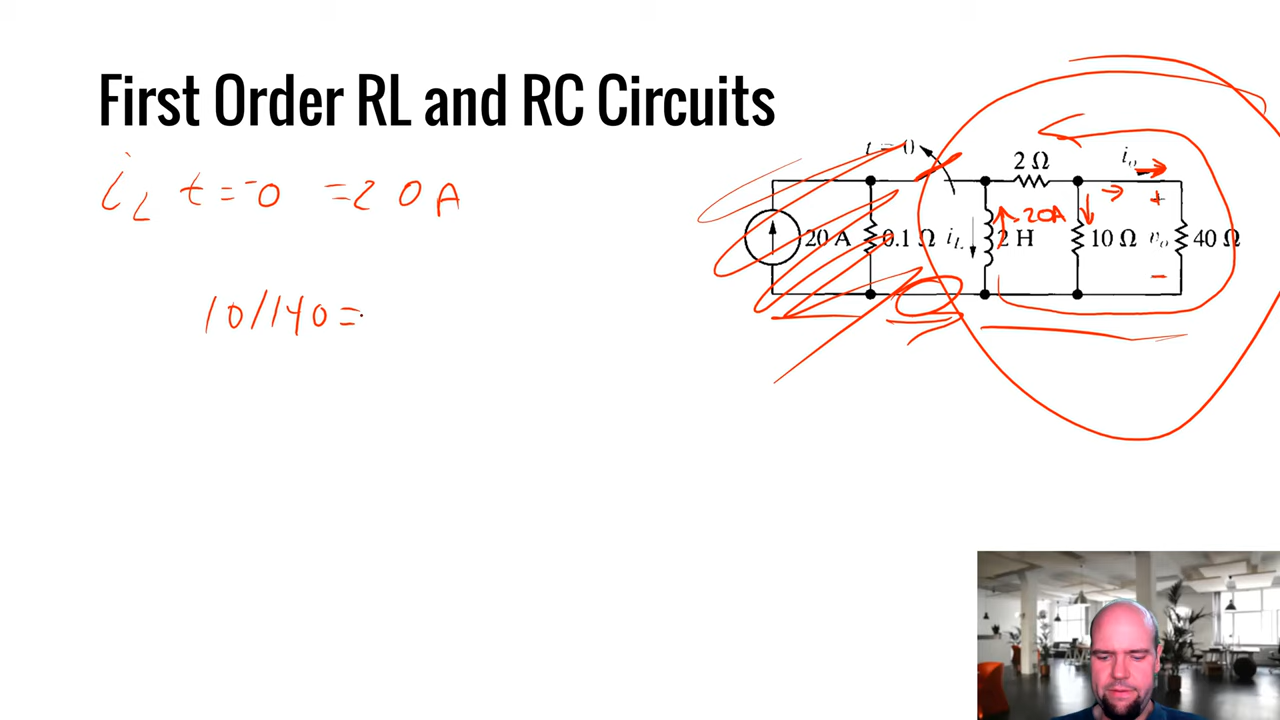 First Order RL and RC Circuits
i_L t=-0 =20A
10//40=
t = 0
2 Ω
i_o
+
20 A
0.1 Ω
i_L
2 H
20A
10 Ω
v_o
40 Ω
−